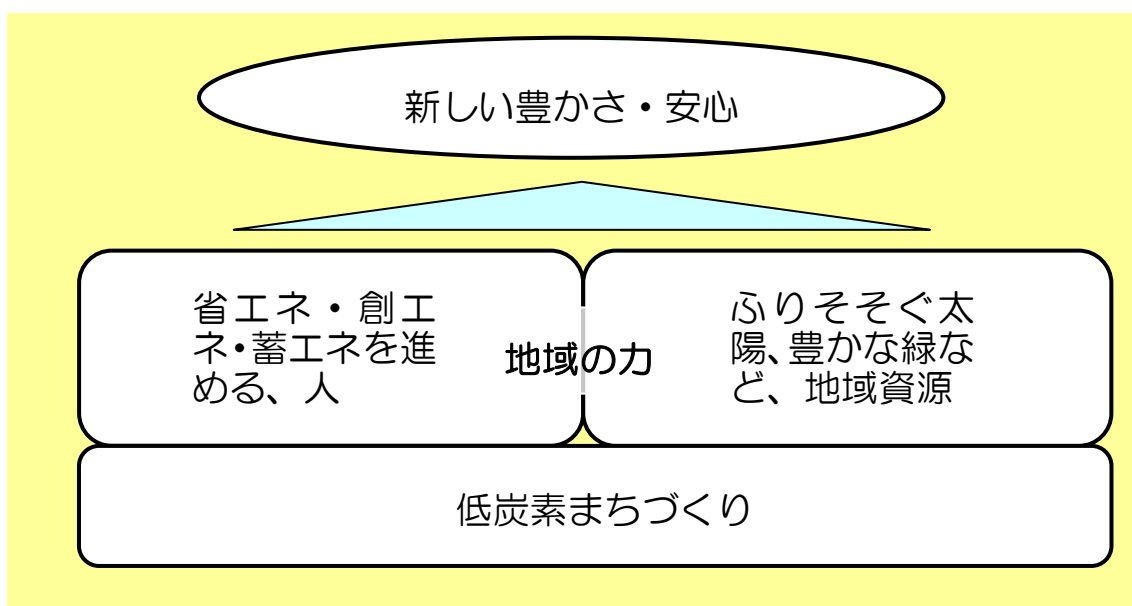 新しい豊かさ・安心
省エネ・創エ
ネ・蓄エネを進
める、人
地域の力
ふりそそぐ太
陽、豊かな緑な
ど、地域資源
低炭素まちづくり